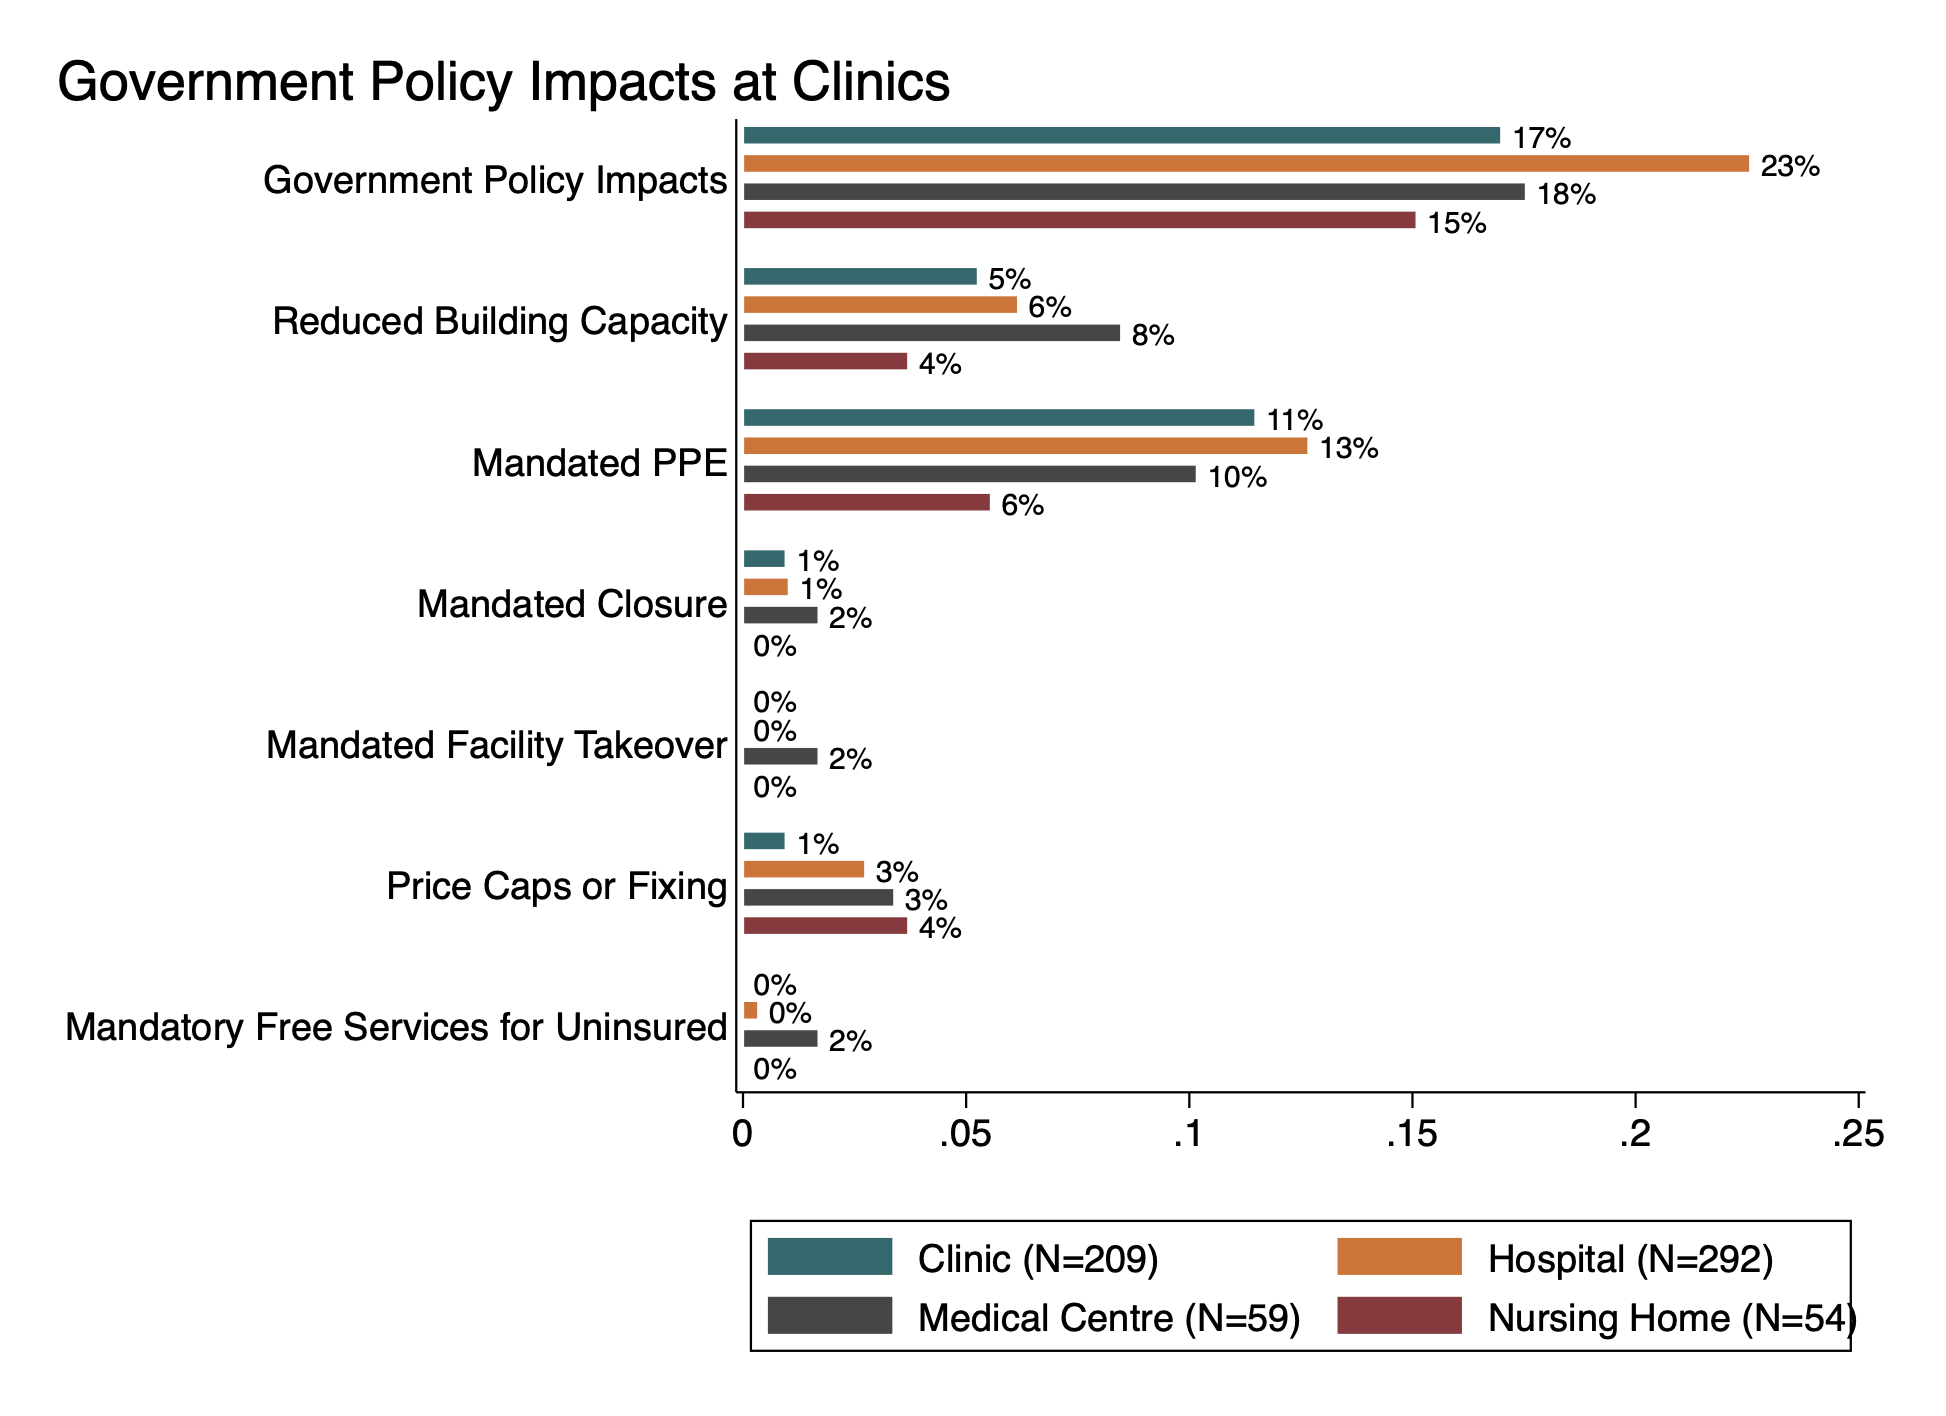 Government Policy Impacts at Clinics
Government Policy Impacts
17%
23%
18%
15%
Reduced Building Capacity
5%
6%
8%
4%
Mandated PPE
11%
13%
10%
6%
Mandated Closure
1%
1%
2%
0%
Mandated Facility Takeover
0%
0%
2%
0%
Price Caps or Fixing
1%
3%
3%
4%
Mandatory Free Services for Uninsured
0%
0%
2%
0%
0 .05 .1 .15 .2 .25
Clinic (N=209) Hospital (N=292)
Medical Centre (N=59) Nursing Home (N=54)